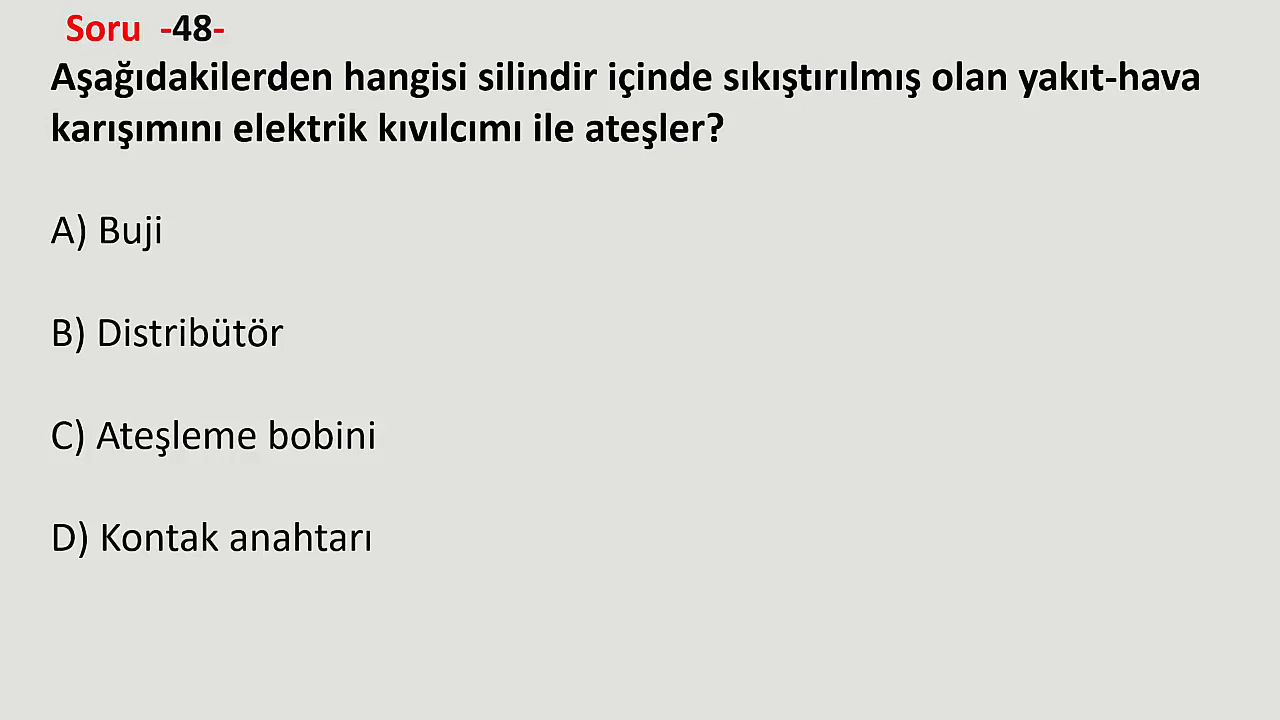 Soru -48-
Aşağıdakilerden hangisi silindir içinde sıkıştırılmış olan yakıt-hava
karışımını elektrik kıvılcımı ile ateşler?
A) Buji
B) Distribütör
C) Ateşleme bobini
D) Kontak anahtarı